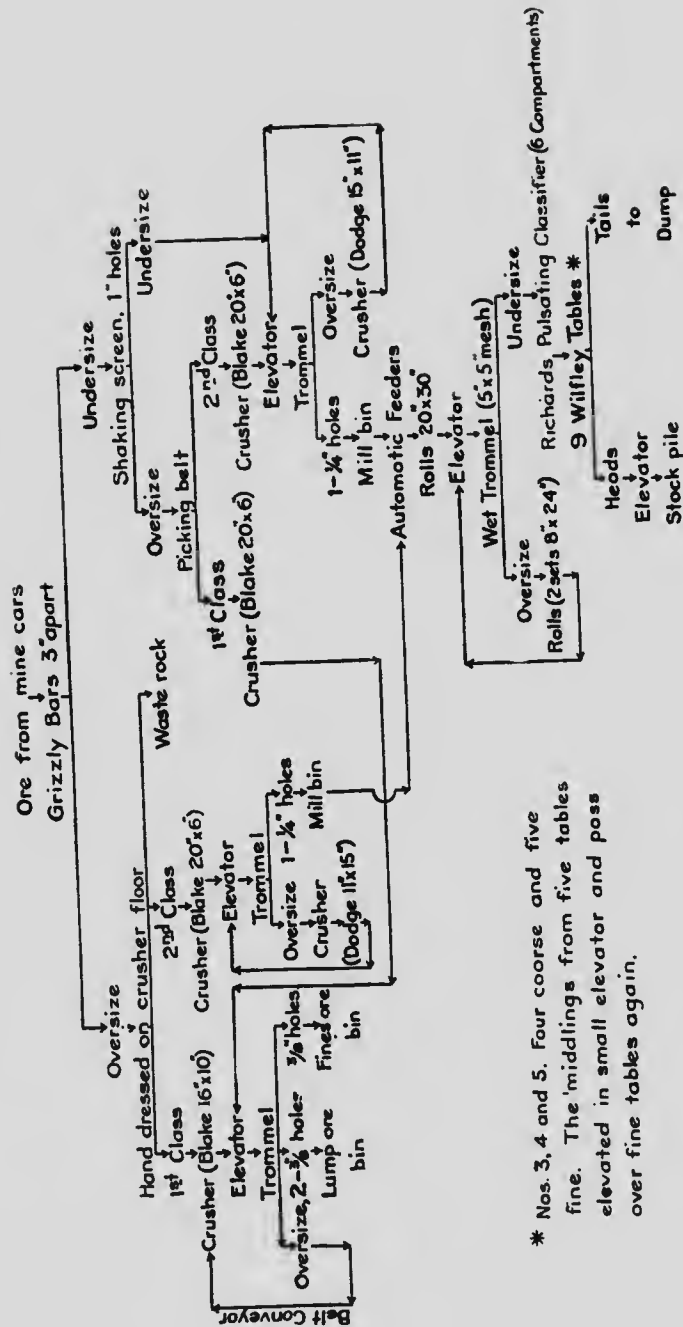 Ore from mine cars
Grizzly Bars 3" apart
Oversize
Undersize
Hand dressed on crusher floor
Shaking screen, 1" holes
1st Class
2nd Class
Waste rock
Oversize
Undersize
Crusher (Blake 16"x10")
Crusher (Blake 20"x6")
Picking belt
Elevator
Elevator
1st Class
2nd Class
Trommel
Trommel
Crusher (Blake 20"x6)
Crusher (Blake 20"x6")
Oversize, 2-3/8 holes
3/8" holes
Oversize
1-1/4" holes
Elevator
Lump ore
bin
Fines ore
bin
Crusher
(Dodge 11"x15")
Mill bin
Trommel
Belt Conveyor
1-1/4" holes
Oversize
Mill bin
Crusher (Dodge 15"x11")
Automatic Feeders
Rolls 20"x30"
Elevator
Wet Trommel (5"x5" mesh)
Oversize
Undersize
Rolls (2 sets 8"x24")
Richards Pulsating Classifier (6 Compartments)
9 Wilfley Tables *
Heads
Tails
Elevator
to
Stock pile
Dump
* Nos. 3, 4 and 5. Four coorse and five
fine. The 'middlings from five tables
elevated in small elevator and poss
over fine tables again.